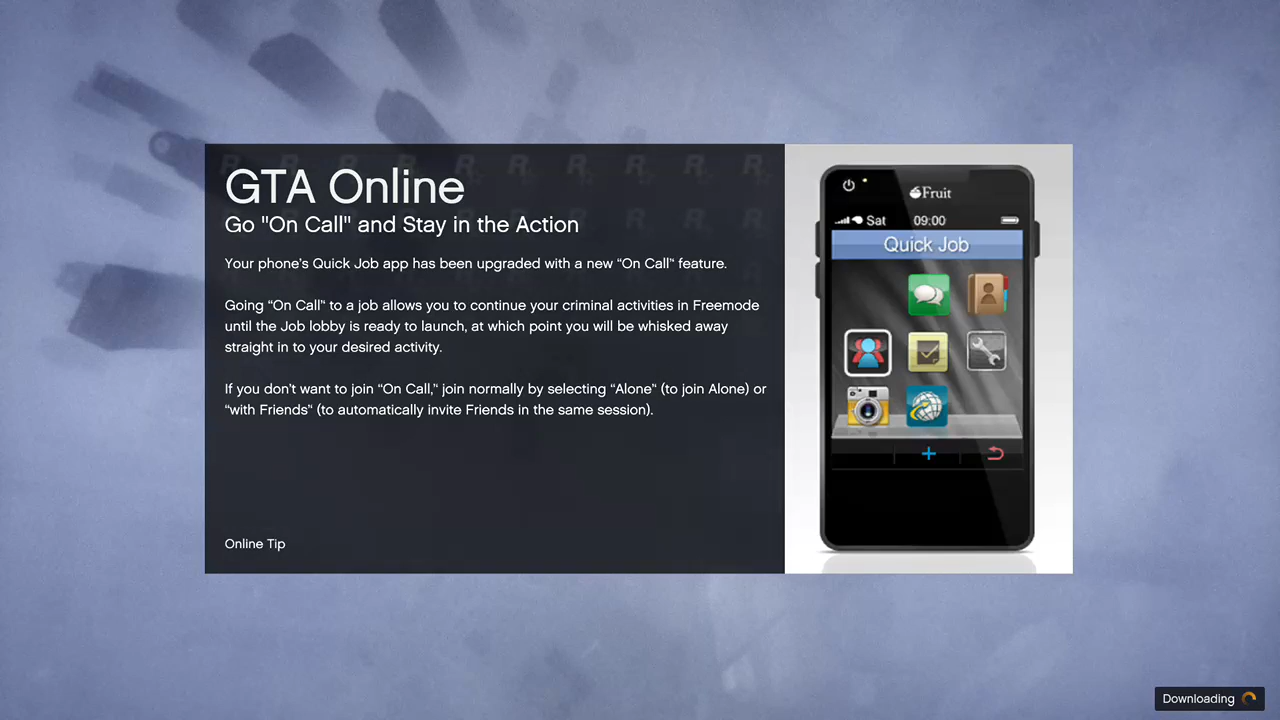 GTA Online
Go "On Call" and Stay in the Action
Your phone's Quick Job app has been upgraded with a new "On Call" feature.
Going "On Call" to a job allows you to continue your criminal activities in Freemode
until the Job lobby is ready to launch, at which point you will be whisked away
straight in to your desired activity.
If you don't want to join "On Call," join normally by selecting "Alone" (to join Alone) or
"with Friends" (to automatically invite Friends in the same session).
Online Tip
Fruit
Sat 09:00
Quick Job
Downloading